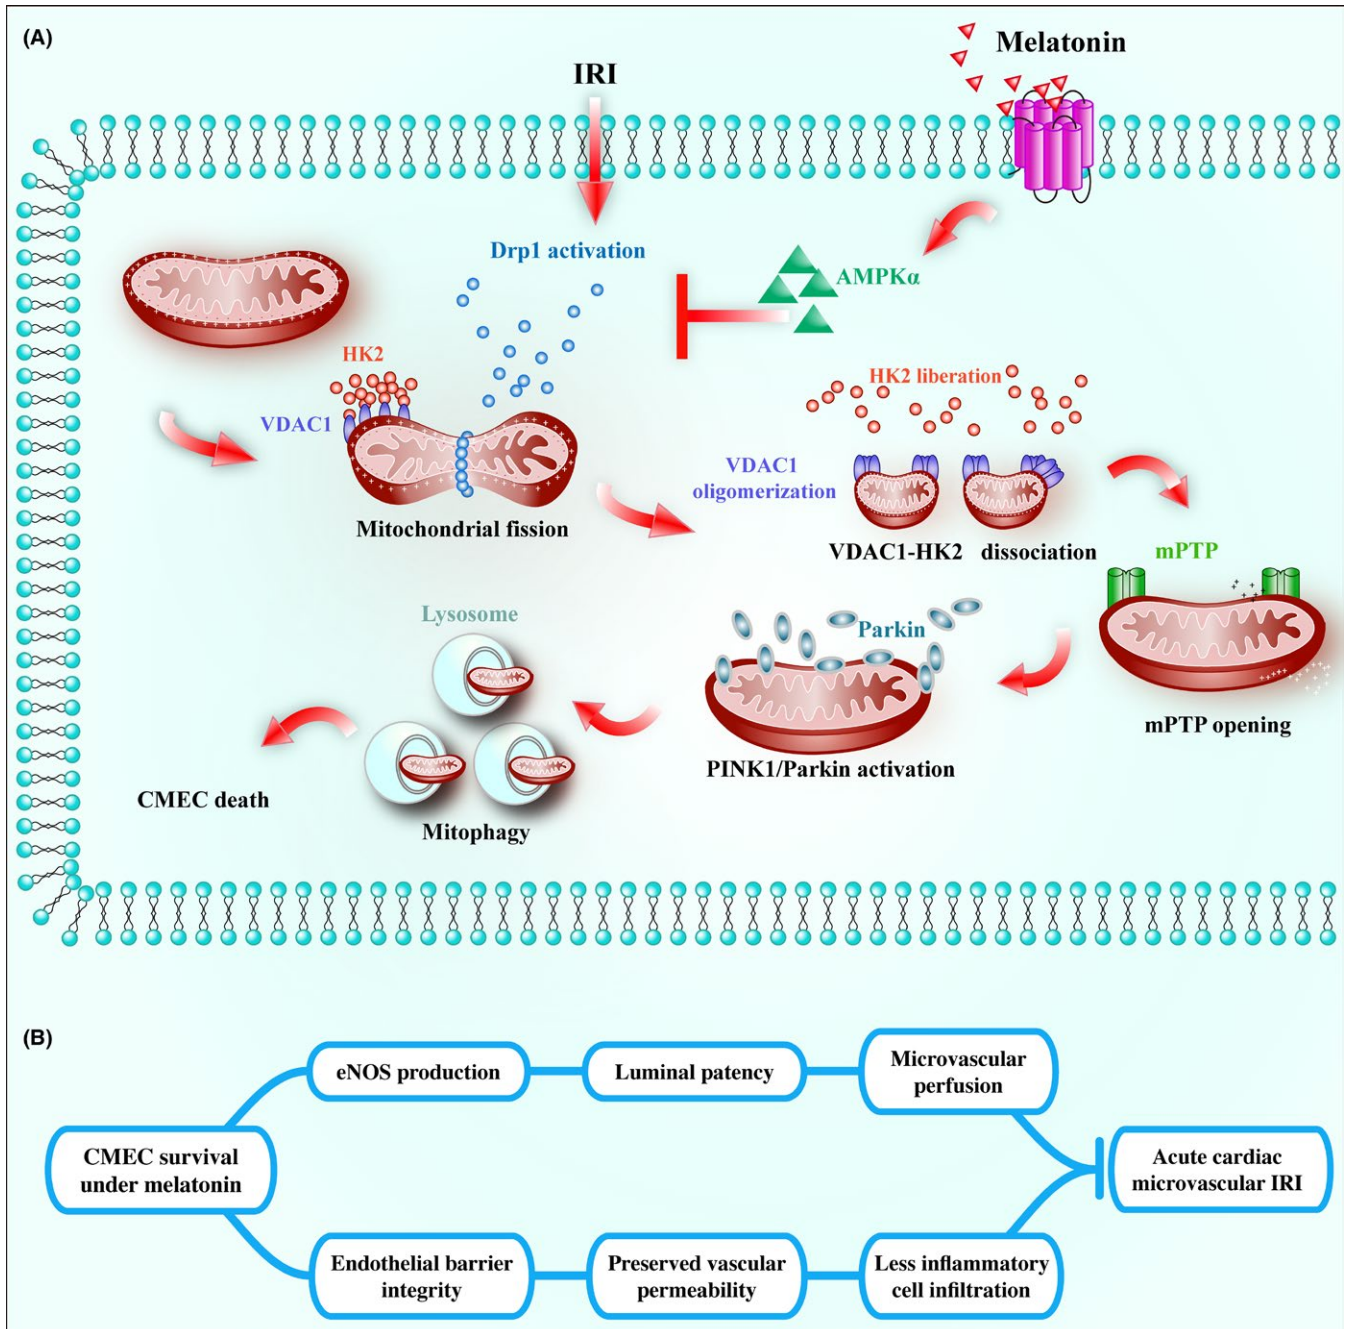 (A)
Melatonin
IRI
Drp1 activation
AMPKα
HK2
HK2 liberation
VDAC1
VDAC1
oligomerization
Mitochondrial fission
VDAC1-HK2 dissociation
mPTP
Lysosome
Parkin
mPTP opening
PINK1/Parkin activation
CMEC death
Mitophagy
(B)
eNOS production
Luminal patency
Microvascular
perfusion
CMEC survival
under melatonin
Acute cardiac
microvascular IRI
Endothelial barrier
integrity
Preserved vascular
permeability
Less inflammatory
cell infiltration